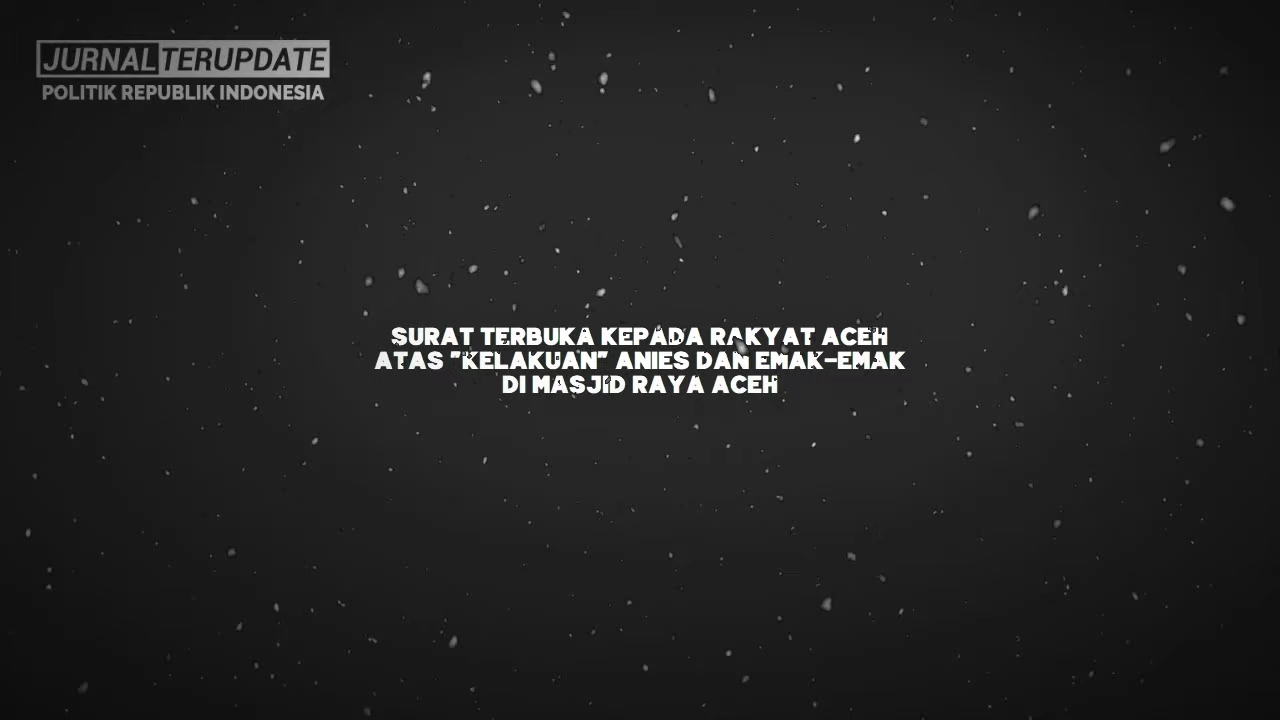 JURNALTERUPDATE
POLITIK REPUBLIK INDONESIA
SURAT TERBUKA KEPADA RAKYAT ACEH
ATAS "KELAKUAN" ANIES DAN EMAK-EMAK
DI MASJID RAYA ACEH